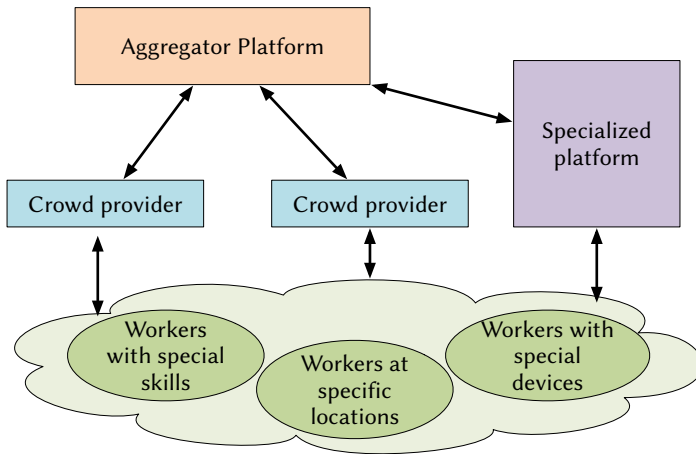 Aggregator Platform
Specialized
platform
Crowd provider
Crowd provider
Workers
with special
skills
Workers at
specific
locations
Workers with
special
devices